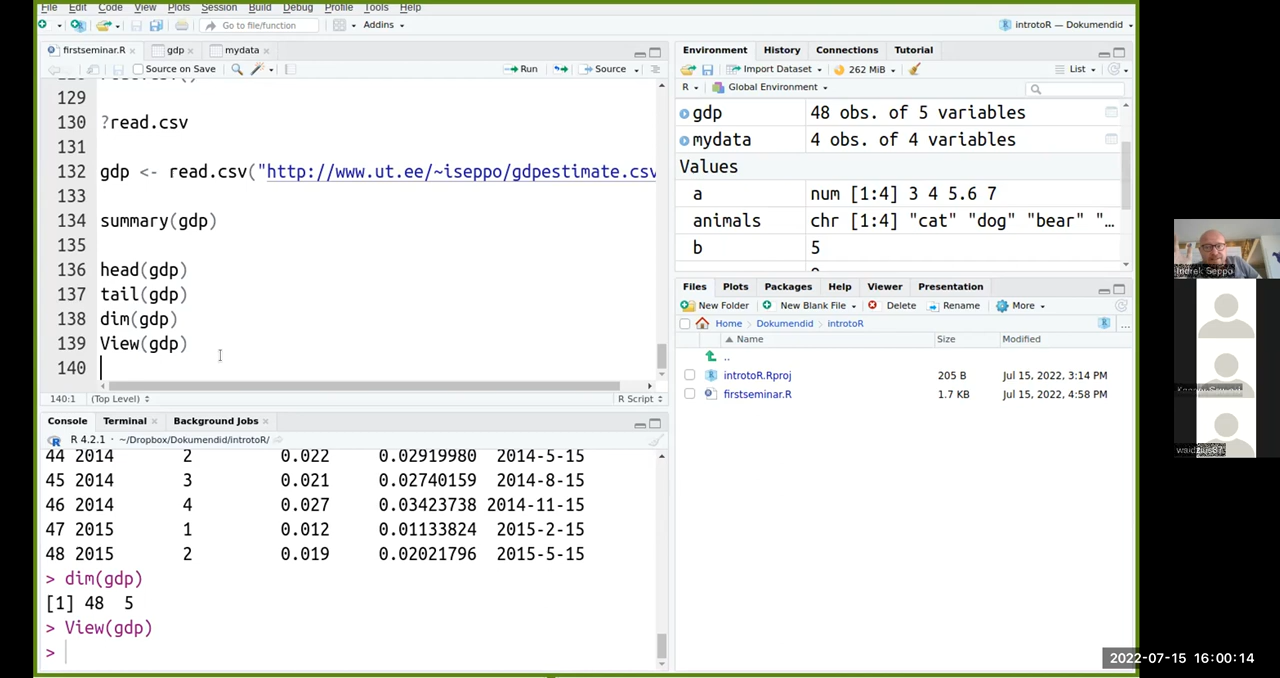 File Edit Code View Plots Session Build Debug Profile Tools Help
Go to file/function Addins introtoR — Dokumendid
firstseminar.R gdp mydata
Source on Save Run Source
129
130 ?read.csv
131
132 gdp <- read.csv("http://www.ut.ee/~iseppo/gdpestimate.csv
133
134 summary(gdp)
135
136 head(gdp)
137 tail(gdp)
138 dim(gdp)
139 View(gdp)
140
140:1 (Top Level) R Script
Console Terminal Background Jobs
R 4.2.1 · ~/Dropbox/Dokumendid/introtoR/
44 2014 2 0.022 0.02919980 2014-5-15
45 2014 3 0.021 0.02740159 2014-8-15
46 2014 4 0.027 0.03423738 2014-11-15
47 2015 1 0.012 0.01133824 2015-2-15
48 2015 2 0.019 0.02021796 2015-5-15
> dim(gdp)
[1] 48 5
> View(gdp)
>
Environment History Connections Tutorial
Import Dataset 262 MiB List
R Global Environment
gdp 48 obs. of 5 variables
mydata 4 obs. of 4 variables
Values
a num [1:4] 3 4 5.6 7
animals chr [1:4] "cat" "dog" "bear" "…
b 5
Files Plots Packages Help Viewer Presentation
New Folder New Blank File Delete Rename More
Home Dokumendid introtoR
Name Size Modified
..
introtoR.Rproj 205 B Jul 15, 2022, 3:14 PM
firstseminar.R 1.7 KB Jul 15, 2022, 4:58 PM
Indrek Seppo
2022-07-15 16:00:14